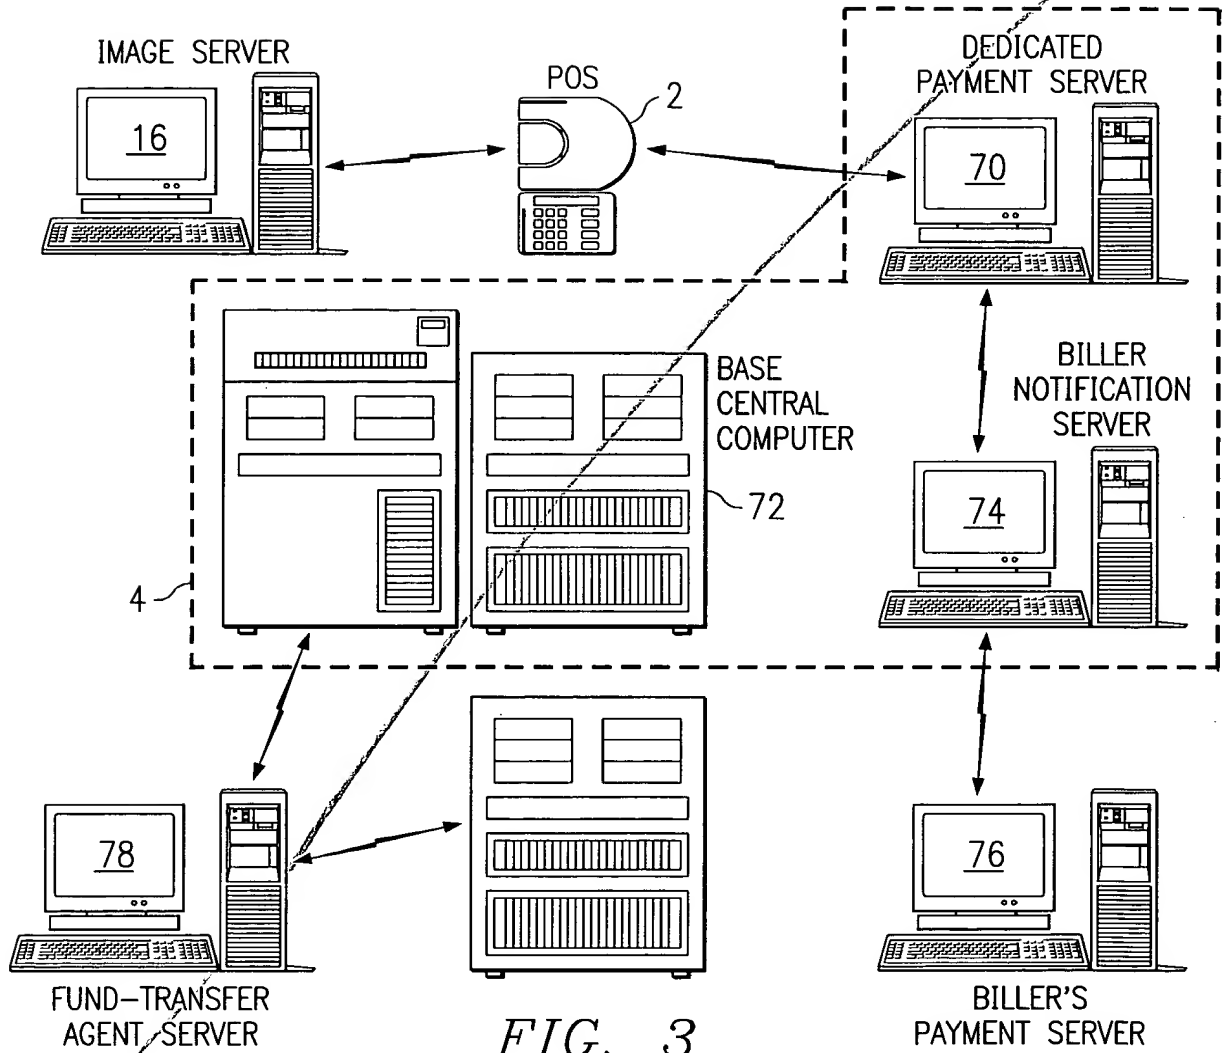 IMAGE SERVER
16
POS
2
DEDICATED
PAYMENT SERVER
70
BASE
CENTRAL
COMPUTER
72
BILLER
NOTIFICATION
SERVER
74
4
78
FUND-TRANSFER
AGENT SERVER
76
BILLER'S
PAYMENT SERVER
FIG. 3